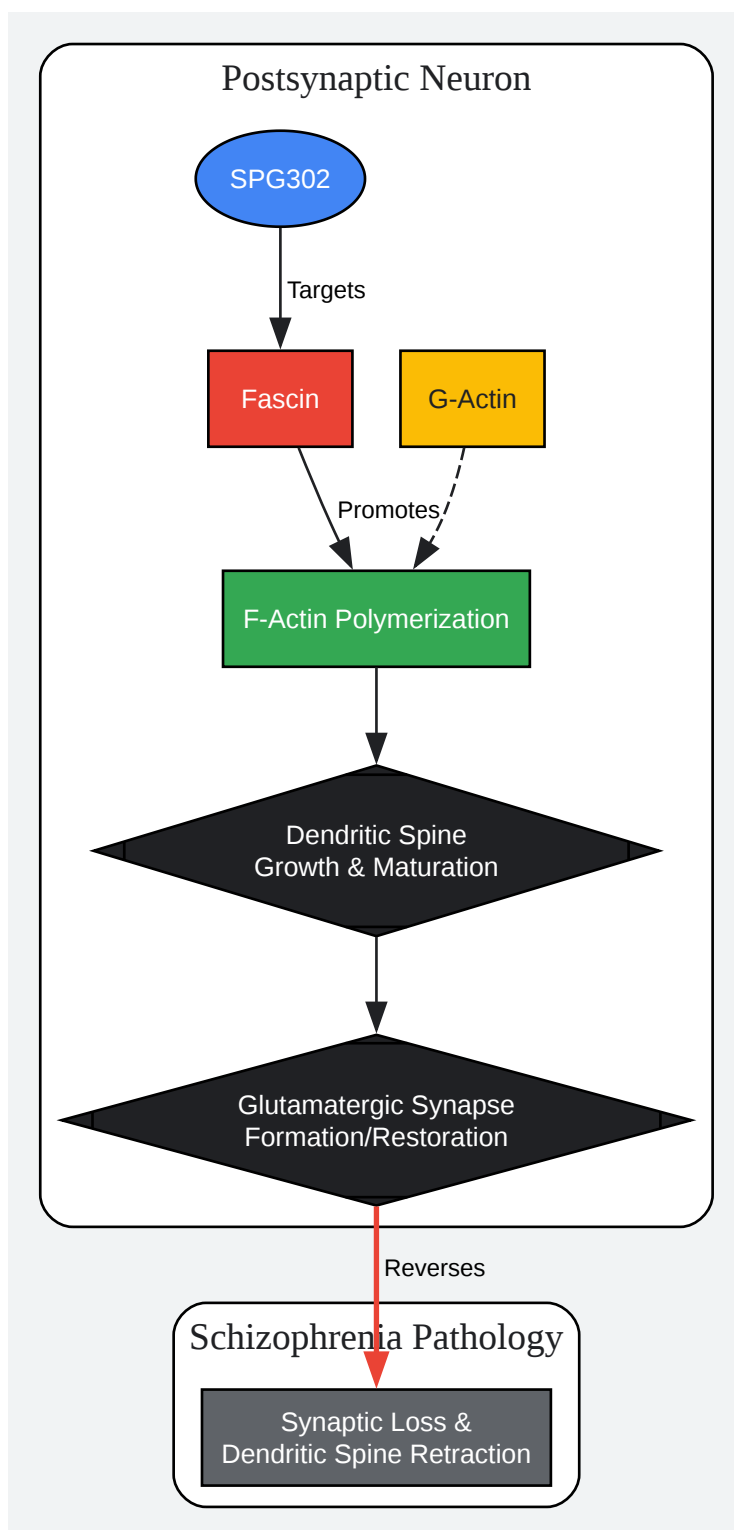 Postsynaptic Neuron
SPG302
Targets
Fascin
G-Actin
Promotes
F-Actin Polymerization
Dendritic Spine
Growth & Maturation
Glutamatergic Synapse
Formation/Restoration
Reverses
Schizophrenia Pathology
Synaptic Loss &
Dendritic Spine Retraction